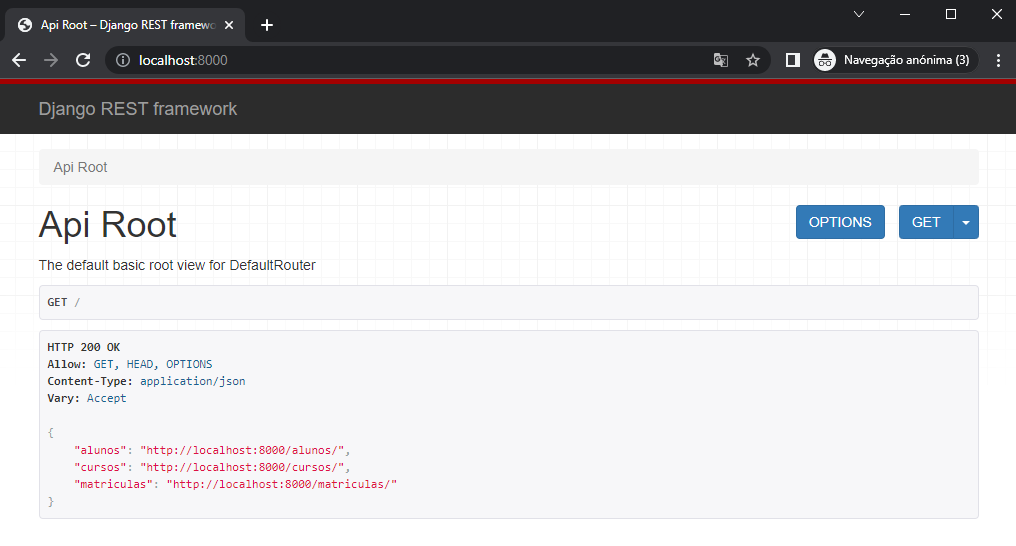 Api Root – Django REST framewo
localhost:8000
Navegação anónima (3)
Django REST framework
Api Root
Api Root
OPTIONS
GET
The default basic root view for DefaultRouter
GET /
HTTP 200 OK
Allow: GET, HEAD, OPTIONS
Content-Type: application/json
Vary: Accept
{
    "alunos": "http://localhost:8000/alunos/",
    "cursos": "http://localhost:8000/cursos/",
    "matriculas": "http://localhost:8000/matriculas/"
}